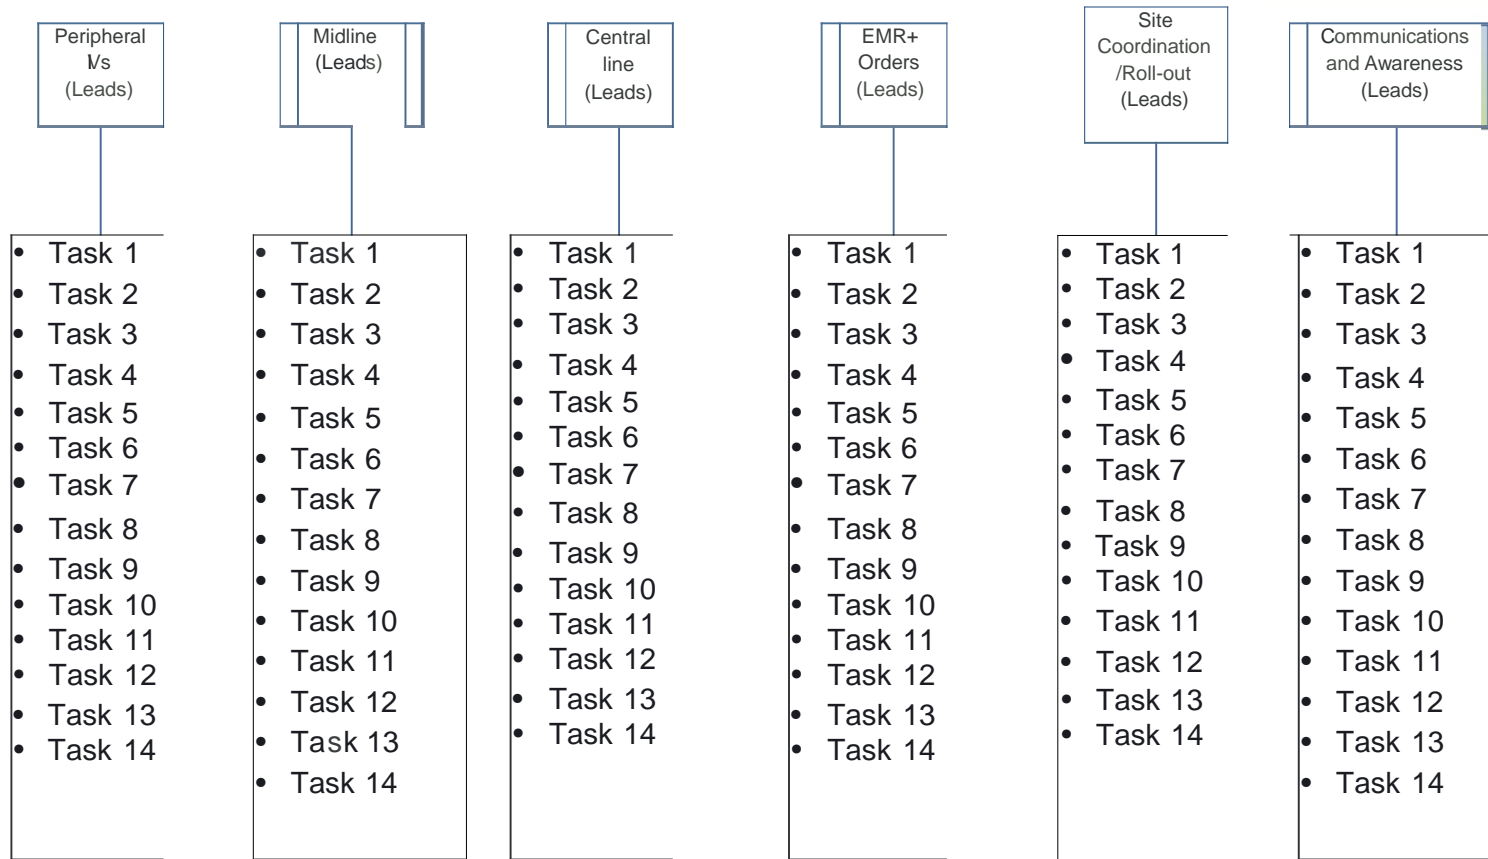 Peripheral
IVs
(Leads)
Midline
(Leads)
Central
line
(Leads)
EMR+
Orders
(Leads)
Site
Coordination
/Roll-out
(Leads)
Communications
and Awareness
(Leads)
• Task 1
• Task 2
• Task 3
• Task 4
• Task 5
• Task 6
• Task 7
• Task 8
• Task 9
• Task 10
• Task 11
• Task 12
• Task 13
• Task 14
• Task 1
• Task 2
• Task 3
• Task 4
• Task 5
• Task 6
• Task 7
• Task 8
• Task 9
• Task 10
• Task 11
• Task 12
• Task 13
• Task 14
• Task 1
• Task 2
• Task 3
• Task 4
• Task 5
• Task 6
• Task 7
• Task 8
• Task 9
• Task 10
• Task 11
• Task 12
• Task 13
• Task 14
• Task 1
• Task 2
• Task 3
• Task 4
• Task 5
• Task 6
• Task 7
• Task 8
• Task 9
• Task 10
• Task 11
• Task 12
• Task 13
• Task 14
• Task 1
• Task 2
• Task 3
• Task 4
• Task 5
• Task 6
• Task 7
• Task 8
• Task 9
• Task 10
• Task 11
• Task 12
• Task 13
• Task 14
• Task 1
• Task 2
• Task 3
• Task 4
• Task 5
• Task 6
• Task 7
• Task 8
• Task 9
• Task 10
• Task 11
• Task 12
• Task 13
• Task 14